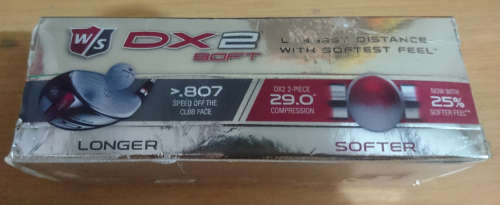 W/S
DX2
SOFT
LONGEST DISTANCE
WITH SOFTEST FEEL*
>.807
SPEED OFF THE
CLUB FACE
DX2 2-PIECE
29.0
COMPRESSION
NOW WITH
25%
SOFTER FEEL**
LONGER
SOFTER